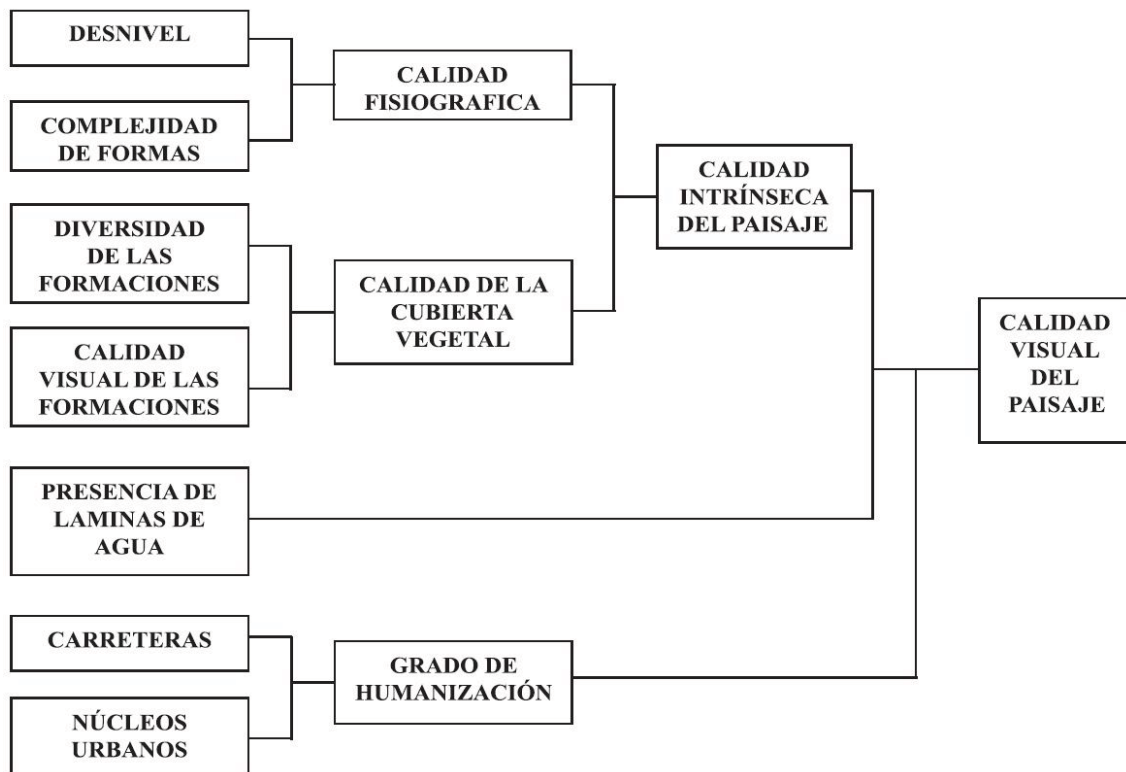 DESNIVEL
COMPLEJIDAD
DE FORMAS
DIVERSIDAD
DE LAS
FORMACIONES
CALIDAD
VISUAL DE LAS
FORMACIONES
PRESENCIA DE
LAMINAS DE
AGUA
CARRETERAS
NÚCLEOS
URBANOS
CALIDAD
FISIOGRAFICA
CALIDAD DE LA
CUBIERTA
VEGETAL
GRADO DE
HUMANIZACIÓN
CALIDAD
INTRÍNSECA
DEL PAISAJE
CALIDAD
VISUAL
DEL
PAISAJE